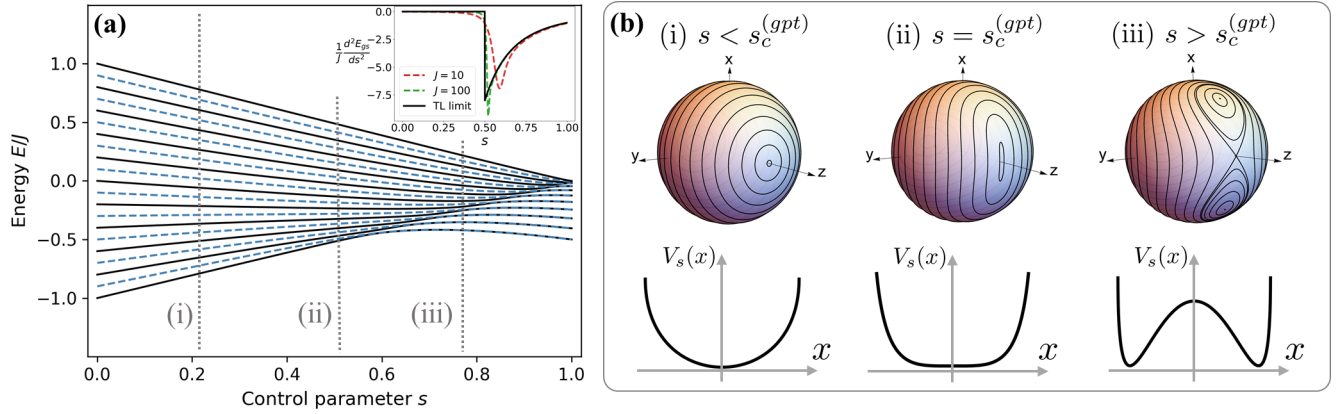 (a)
Energy E/J
1.0
0.5
0.0
−0.5
−1.0
0.0 0.2 0.4 0.6 0.8 1.0
Control parameter s
(i) (ii) (iii)
1/J d²E_gs/ds²
0.0
−2.5
−5.0
−7.5
J = 10
J = 100
TL limit
0.00 0.25 0.50 0.75 1.00
s
(b)
(i) s < s_c^(gpt) (ii) s = s_c^(gpt) (iii) s > s_c^(gpt)
x x x
y z y z y z
V_s(x) V_s(x) V_s(x)
x x x